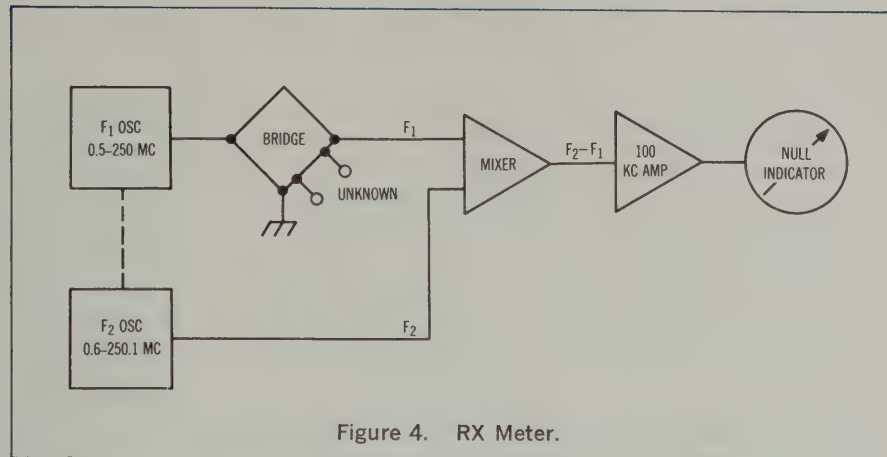 F₁ OSC
0.5–250 MC
BRIDGE
UNKNOWN
F₁
MIXER
F₂–F₁
100
KC AMP
NULL
INDICATOR
F₂ OSC
0.6–250.1 MC
F₂
Figure 4. RX Meter.